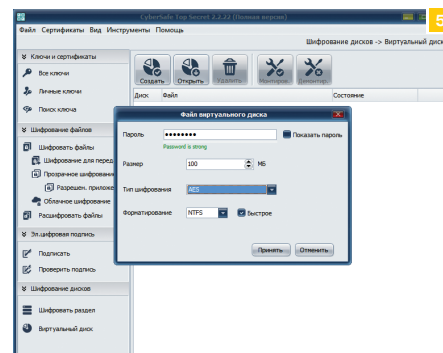 CyberSafe Top Secret 2.2.22 (Полная версия)
5
Файл Сертификаты Вид Инструменты Помощь
Шифрование дисков -> Виртуальный диск
Ключи и сертификаты
Все ключи
Личные ключи
Поиск ключа
Создать Открыть Удалить Монтиров. Демонтир.
Диск Файл Состояние
Шифрование файлов
Шифровать файлы
Шифрование для перед
Прозрачное шифровани
Разрешен. приложе
Облачное шифрование
Расшифровать файлы
Эл.цифровая подпись
Подписать
Проверить подпись
Шифрование дисков
Шифровать раздел
Виртуальный диск
Файл виртуального диска
Пароль ●●●●●●●● Показать пароль
Password is strong
Размер 100 МБ
Тип шифрования AES
Форматирование NTFS Быстрое
Принять Отменить